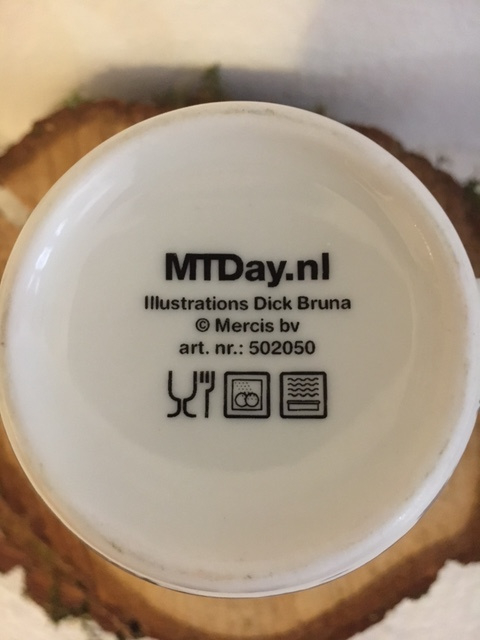 MTDay.nl
Illustrations Dick Bruna
© Mercis bv
art. nr.: 502050